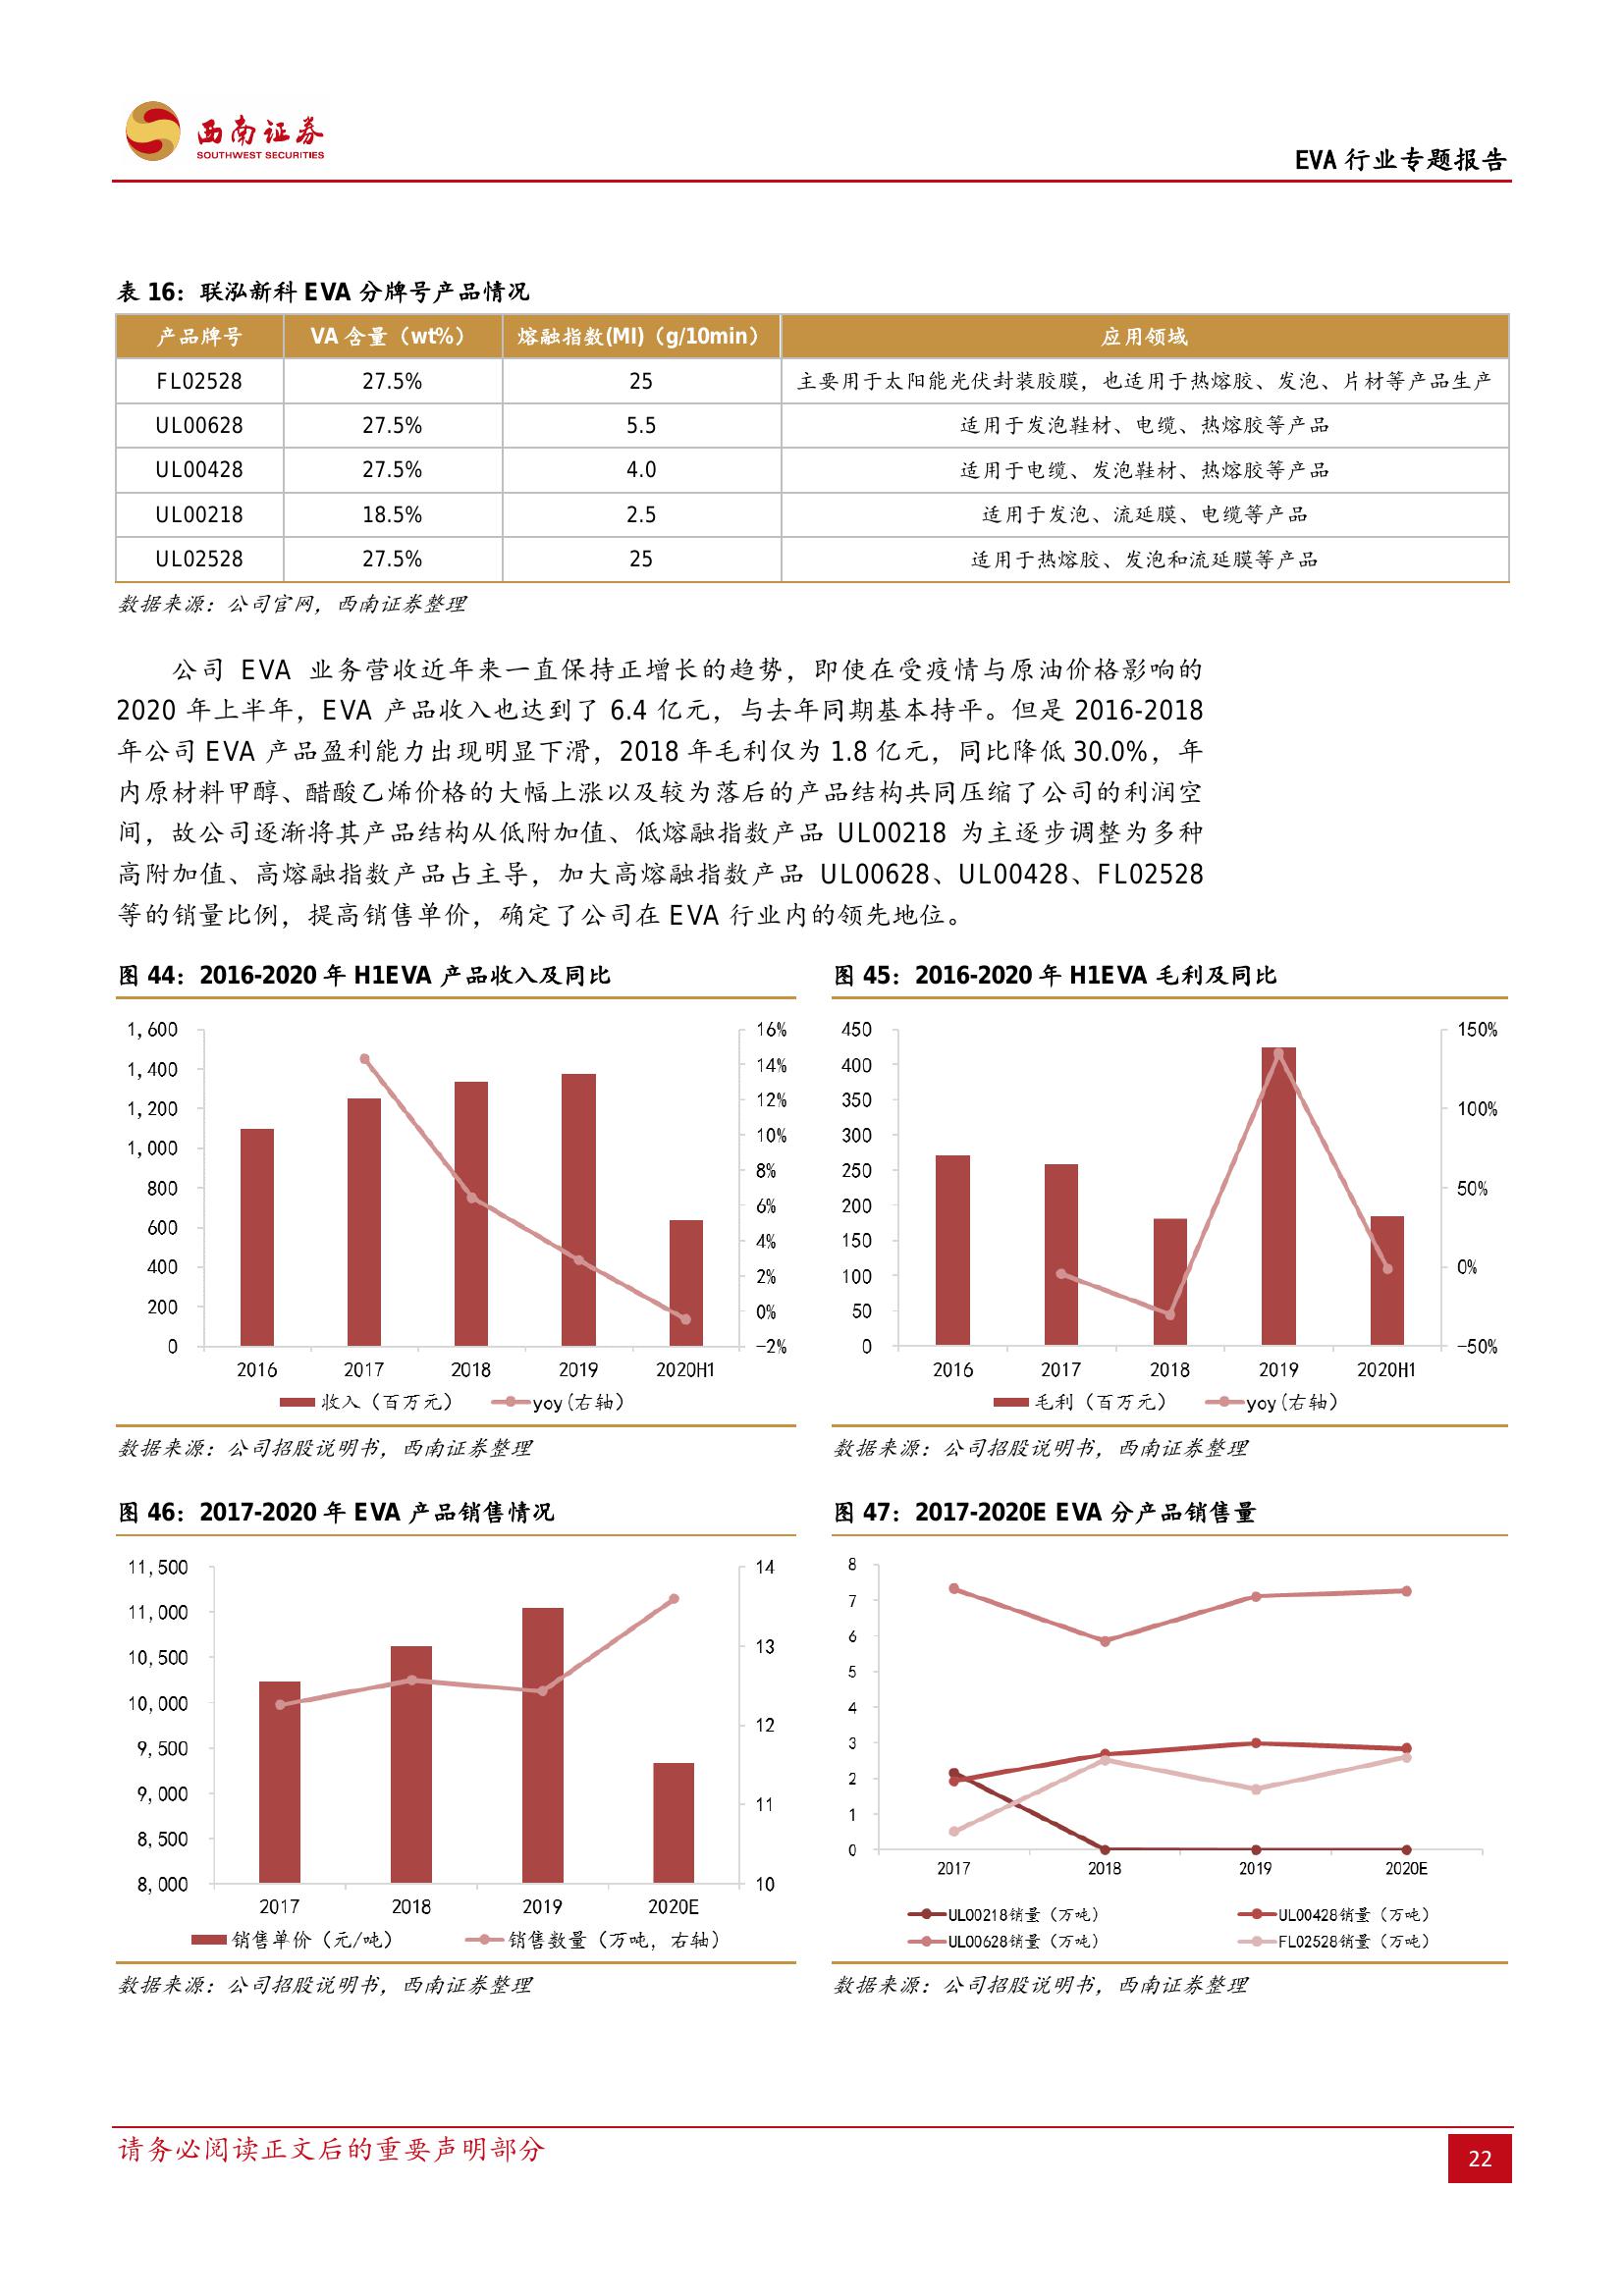 西南证券
SOUTHWEST SECURITIES
EVA 行业专题报告
表 16：联泓新科 EVA 分牌号产品情况
产品牌号 VA 含量（wt%） 熔融指数(MI)（g/10min） 应用领域
FL02528 27.5% 25 主要用于太阳能光伏封装胶膜，也适用于热熔胶、发泡、片材等产品生产
UL00628 27.5% 5.5 适用于发泡鞋材、电缆、热熔胶等产品
UL00428 27.5% 4.0 适用于电缆、发泡鞋材、热熔胶等产品
UL00218 18.5% 2.5 适用于发泡、流延膜、电缆等产品
UL02528 27.5% 25 适用于热熔胶、发泡和流延膜等产品
数据来源：公司官网，西南证券整理
公司 EVA 业务营收近年来一直保持正增长的趋势，即使在受疫情与原油价格影响的
2020 年上半年，EVA 产品收入也达到了 6.4 亿元，与去年同期基本持平。但是 2016-2018
年公司 EVA 产品盈利能力出现明显下滑，2018 年毛利仅为 1.8 亿元，同比降低 30.0%，年
内原材料甲醇、醋酸乙烯价格的大幅上涨以及较为落后的产品结构共同压缩了公司的利润空
间，故公司逐渐将其产品结构从低附加值、低熔融指数产品 UL00218 为主逐步调整为多种
高附加值、高熔融指数产品占主导，加大高熔融指数产品 UL00628、UL00428、FL02528
等的销量比例，提高销售单价，确定了公司在 EVA 行业内的领先地位。
图 44：2016-2020 年 H1EVA 产品收入及同比
1,600
1,400
1,200
1,000
800
600
400
200
0
16%
14%
12%
10%
8%
6%
4%
2%
0%
-2%
2016 2017 2018 2019 2020H1
收入（百万元） yoy(右轴)
数据来源：公司招股说明书，西南证券整理
图 45：2016-2020 年 H1EVA 毛利及同比
450
400
350
300
250
200
150
100
50
0
150%
100%
50%
0%
-50%
2016 2017 2018 2019 2020H1
毛利（百万元） yoy(右轴)
数据来源：公司招股说明书，西南证券整理
图 46：2017-2020 年 EVA 产品销售情况
11,500
11,000
10,500
10,000
9,500
9,000
8,500
8,000
14
13
12
11
10
2017 2018 2019 2020E
销售单价（元/吨） 销售数量（万吨，右轴）
数据来源：公司招股说明书，西南证券整理
图 47：2017-2020E EVA 分产品销售量
8
7
6
5
4
3
2
1
0
2017 2018 2019 2020E
UL00218销量（万吨） UL00428销量（万吨）
UL00628销量（万吨） FL02528销量（万吨）
数据来源：公司招股说明书，西南证券整理
请务必阅读正文后的重要声明部分
22